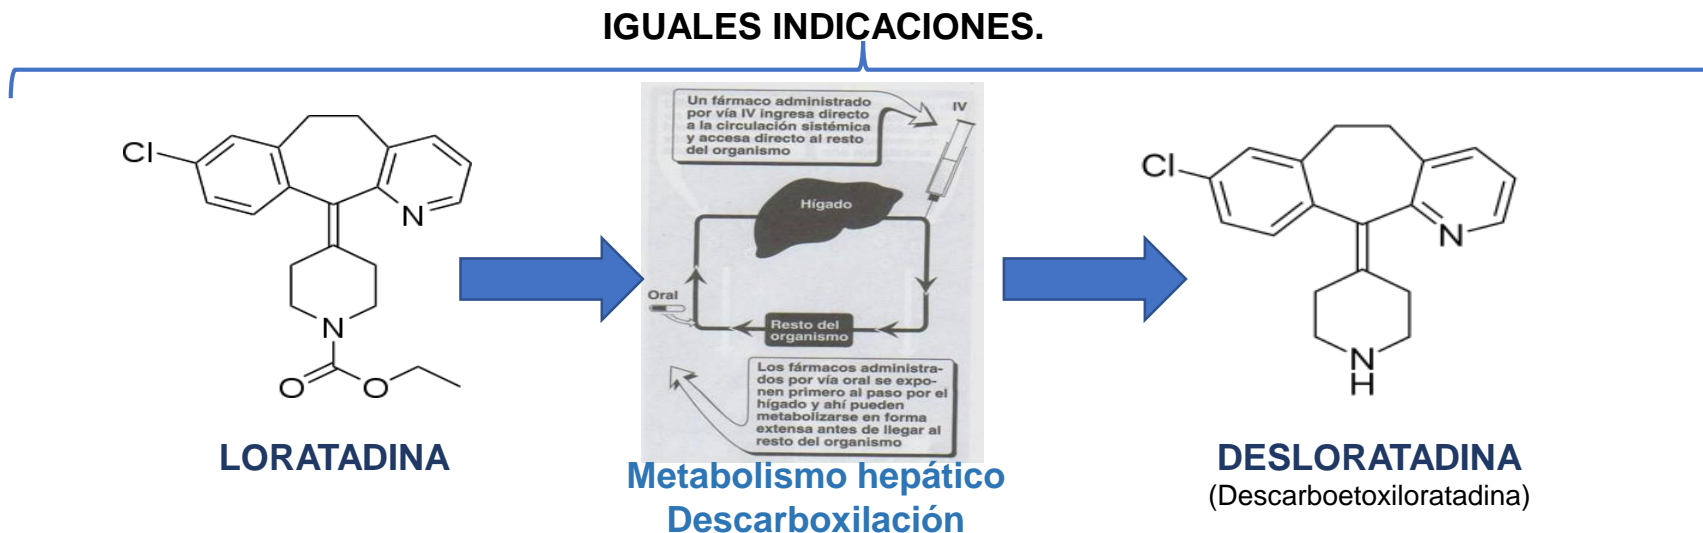 IGUALES INDICACIONES.
Cl
N
N
O
O
LORATADINA
Un fármaco administrado
por vía IV ingresa directo
a la circulación sistémica
y accesa directo al resto
del organismo
IV
Hígado
Oral
Resto del
organismo
Los fármacos administra-
dos por vía oral se expo-
nen primero al paso por el
hígado y ahí pueden
metabolizarse en forma
extensa antes de llegar al
resto del organismo
Metabolismo hepático
Descarboxilación
Cl
N
N
H
DESLORATADINA
(Descarboetoxiloratadina)